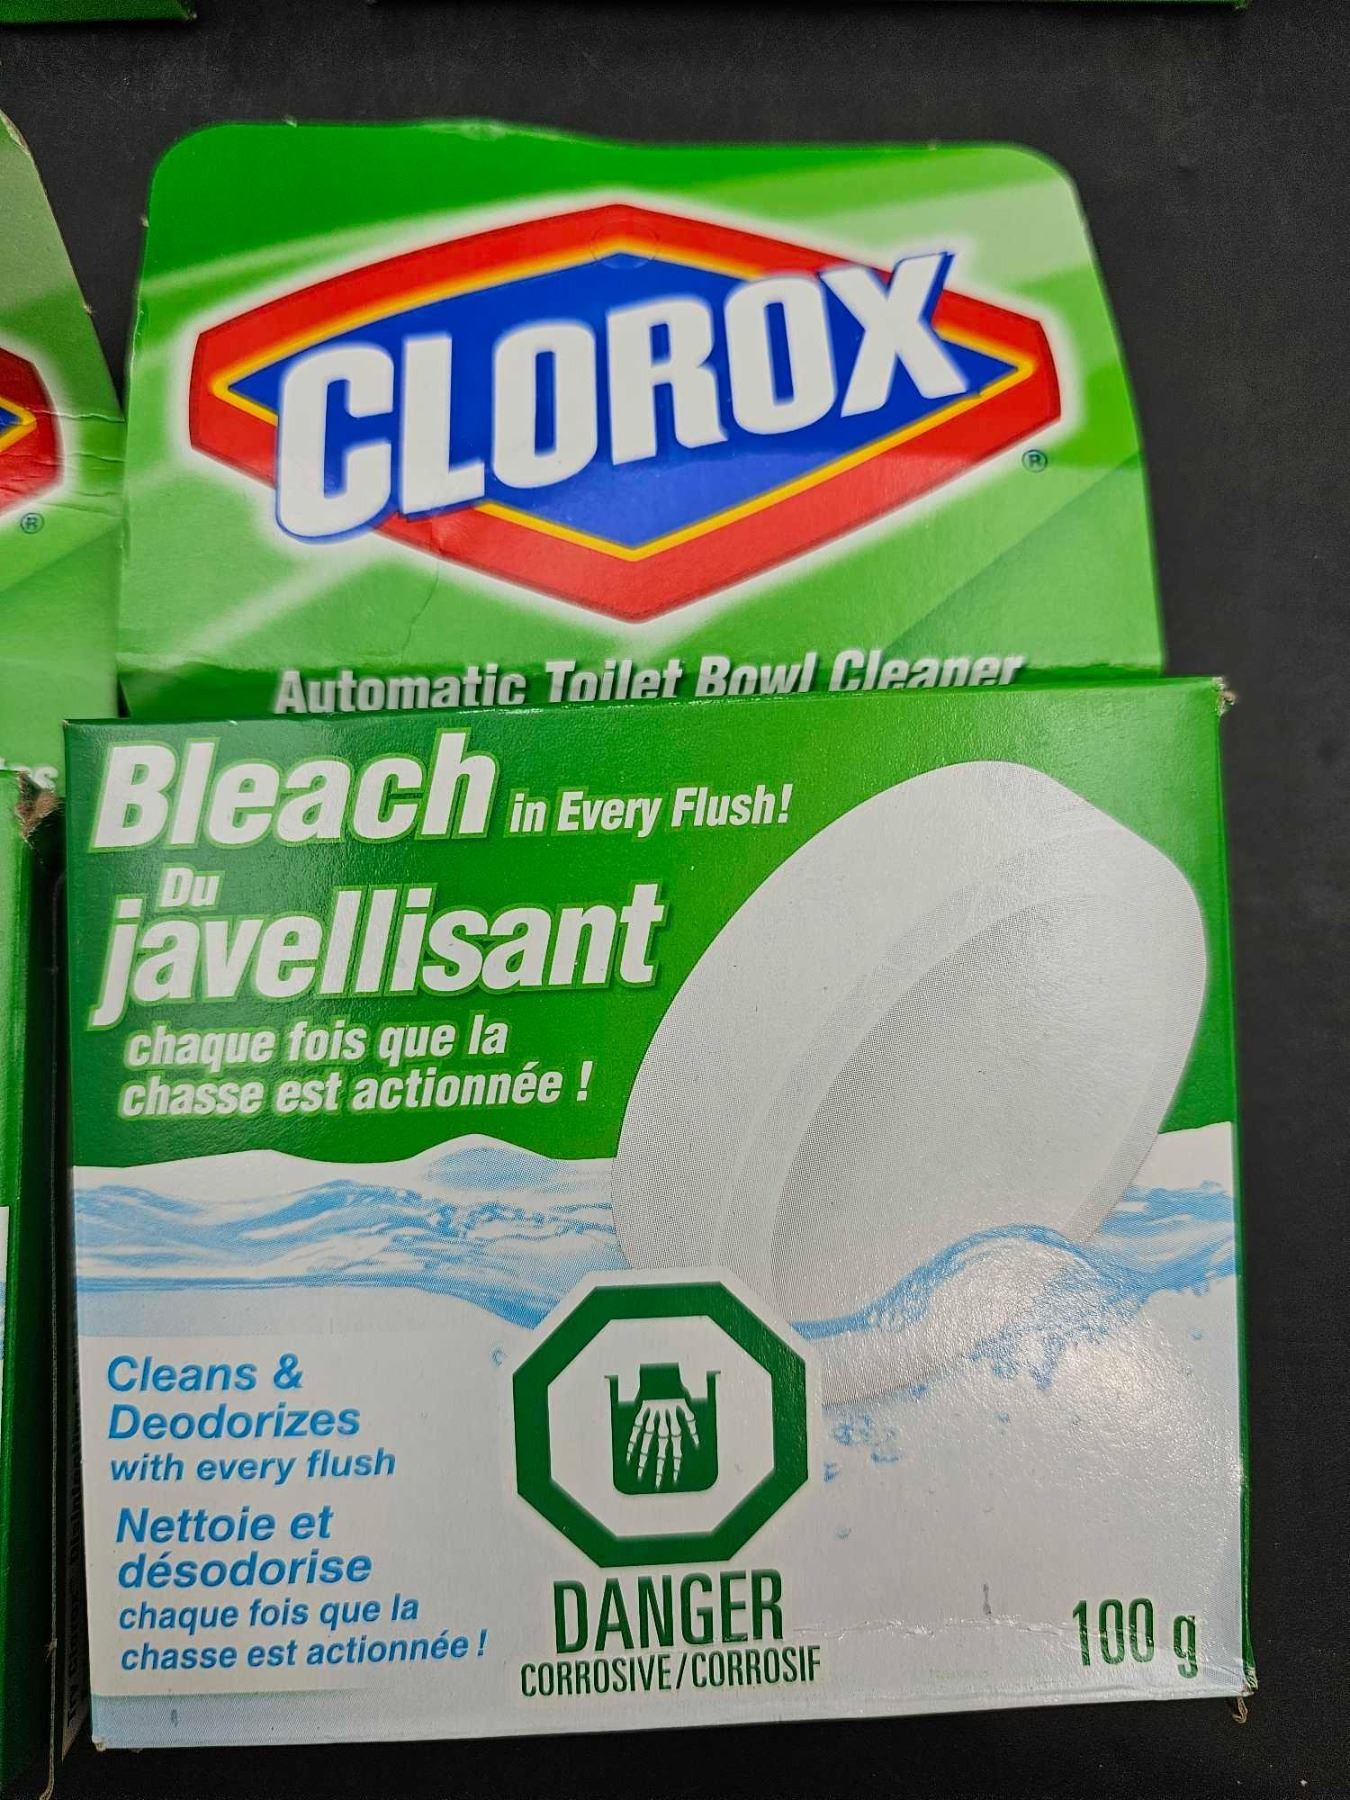 CLOROX
®
®
Automatic Toilet Bowl Cleaner
Bleach in Every Flush!
Du
javellisant
chaque fois que la
chasse est actionnée !
Cleans &
Deodorizes
with every flush
Nettoie et
désodorise
chaque fois que la
chasse est actionnée !
DANGER
CORROSIVE/CORROSIF
100 g